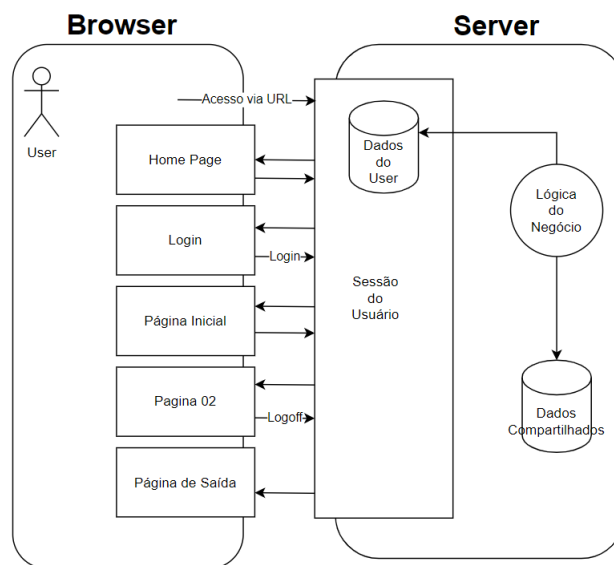 Browser
Server
User
Acesso via URL
Home Page
Login
Login
Página Inicial
Pagina 02
Logoff
Página de Saída
Dados
do
User
Sessão
do
Usuário
Lógica
do
Negócio
Dados
Compartilhados